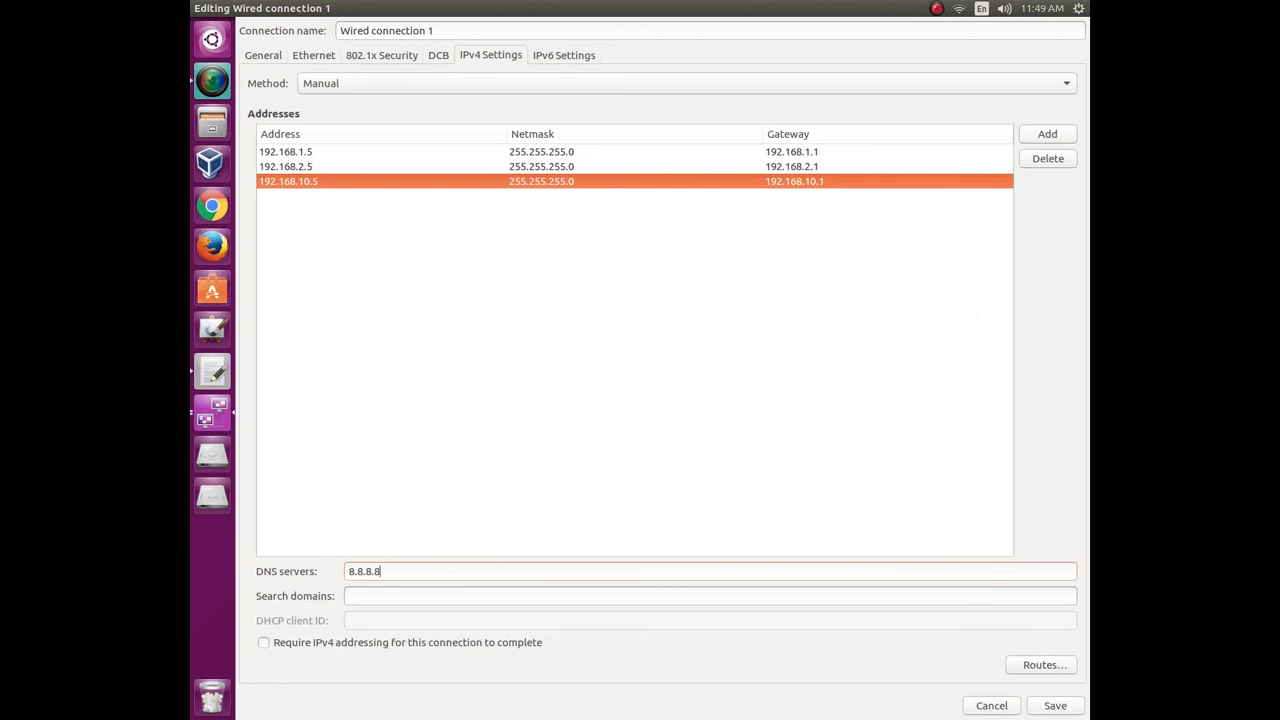 Editing Wired connection 1
En
11:49 AM
Connection name: Wired connection 1
General Ethernet 802.1x Security DCB IPv4 Settings IPv6 Settings
Method: Manual
Addresses
Address Netmask Gateway
Add
192.168.1.5 255.255.255.0 192.168.1.1
Delete
192.168.2.5 255.255.255.0 192.168.2.1
192.168.10.5 255.255.255.0 192.168.10.1
DNS servers: 8.8.8.8
Search domains:
DHCP client ID:
Require IPv4 addressing for this connection to complete
Routes...
Cancel Save